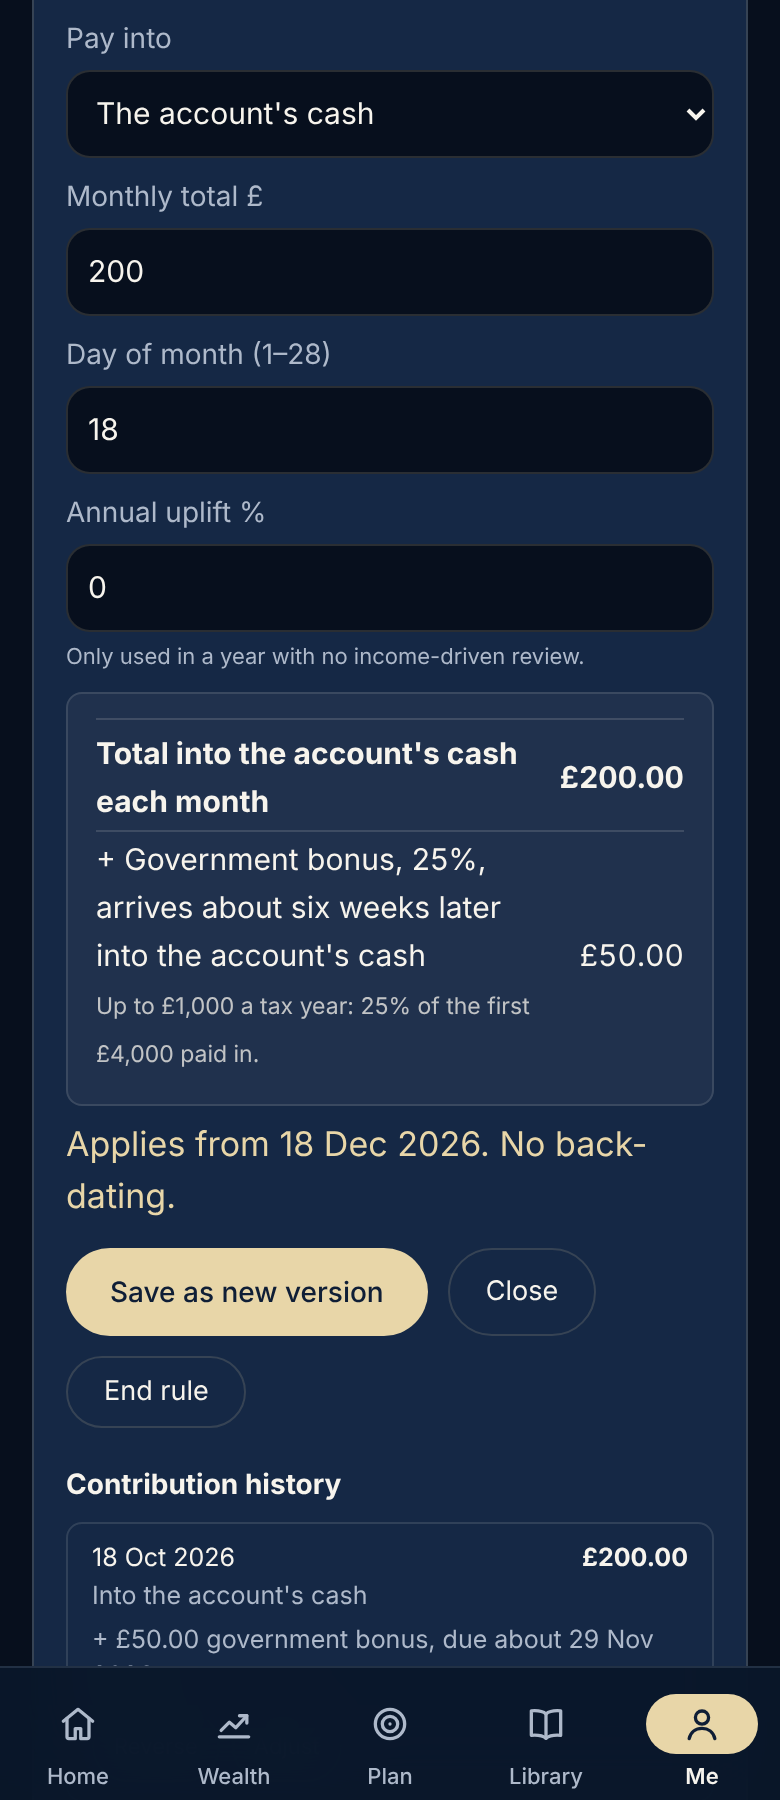 Pay into
The account's cash
Monthly total £
200
Day of month (1–28)
18
Annual uplift %
0
Only used in a year with no income-driven review.
Total into the account's cash
each month
£200.00
+ Government bonus, 25%,
arrives about six weeks later
into the account's cash
£50.00
Up to £1,000 a tax year: 25% of the first
£4,000 paid in.
Applies from 18 Dec 2026. No back-
dating.
Save as new version
Close
End rule
Contribution history
18 Oct 2026
£200.00
Into the account's cash
+ £50.00 government bonus, due about 29 Nov
Home
Wealth
Plan
Library
Me